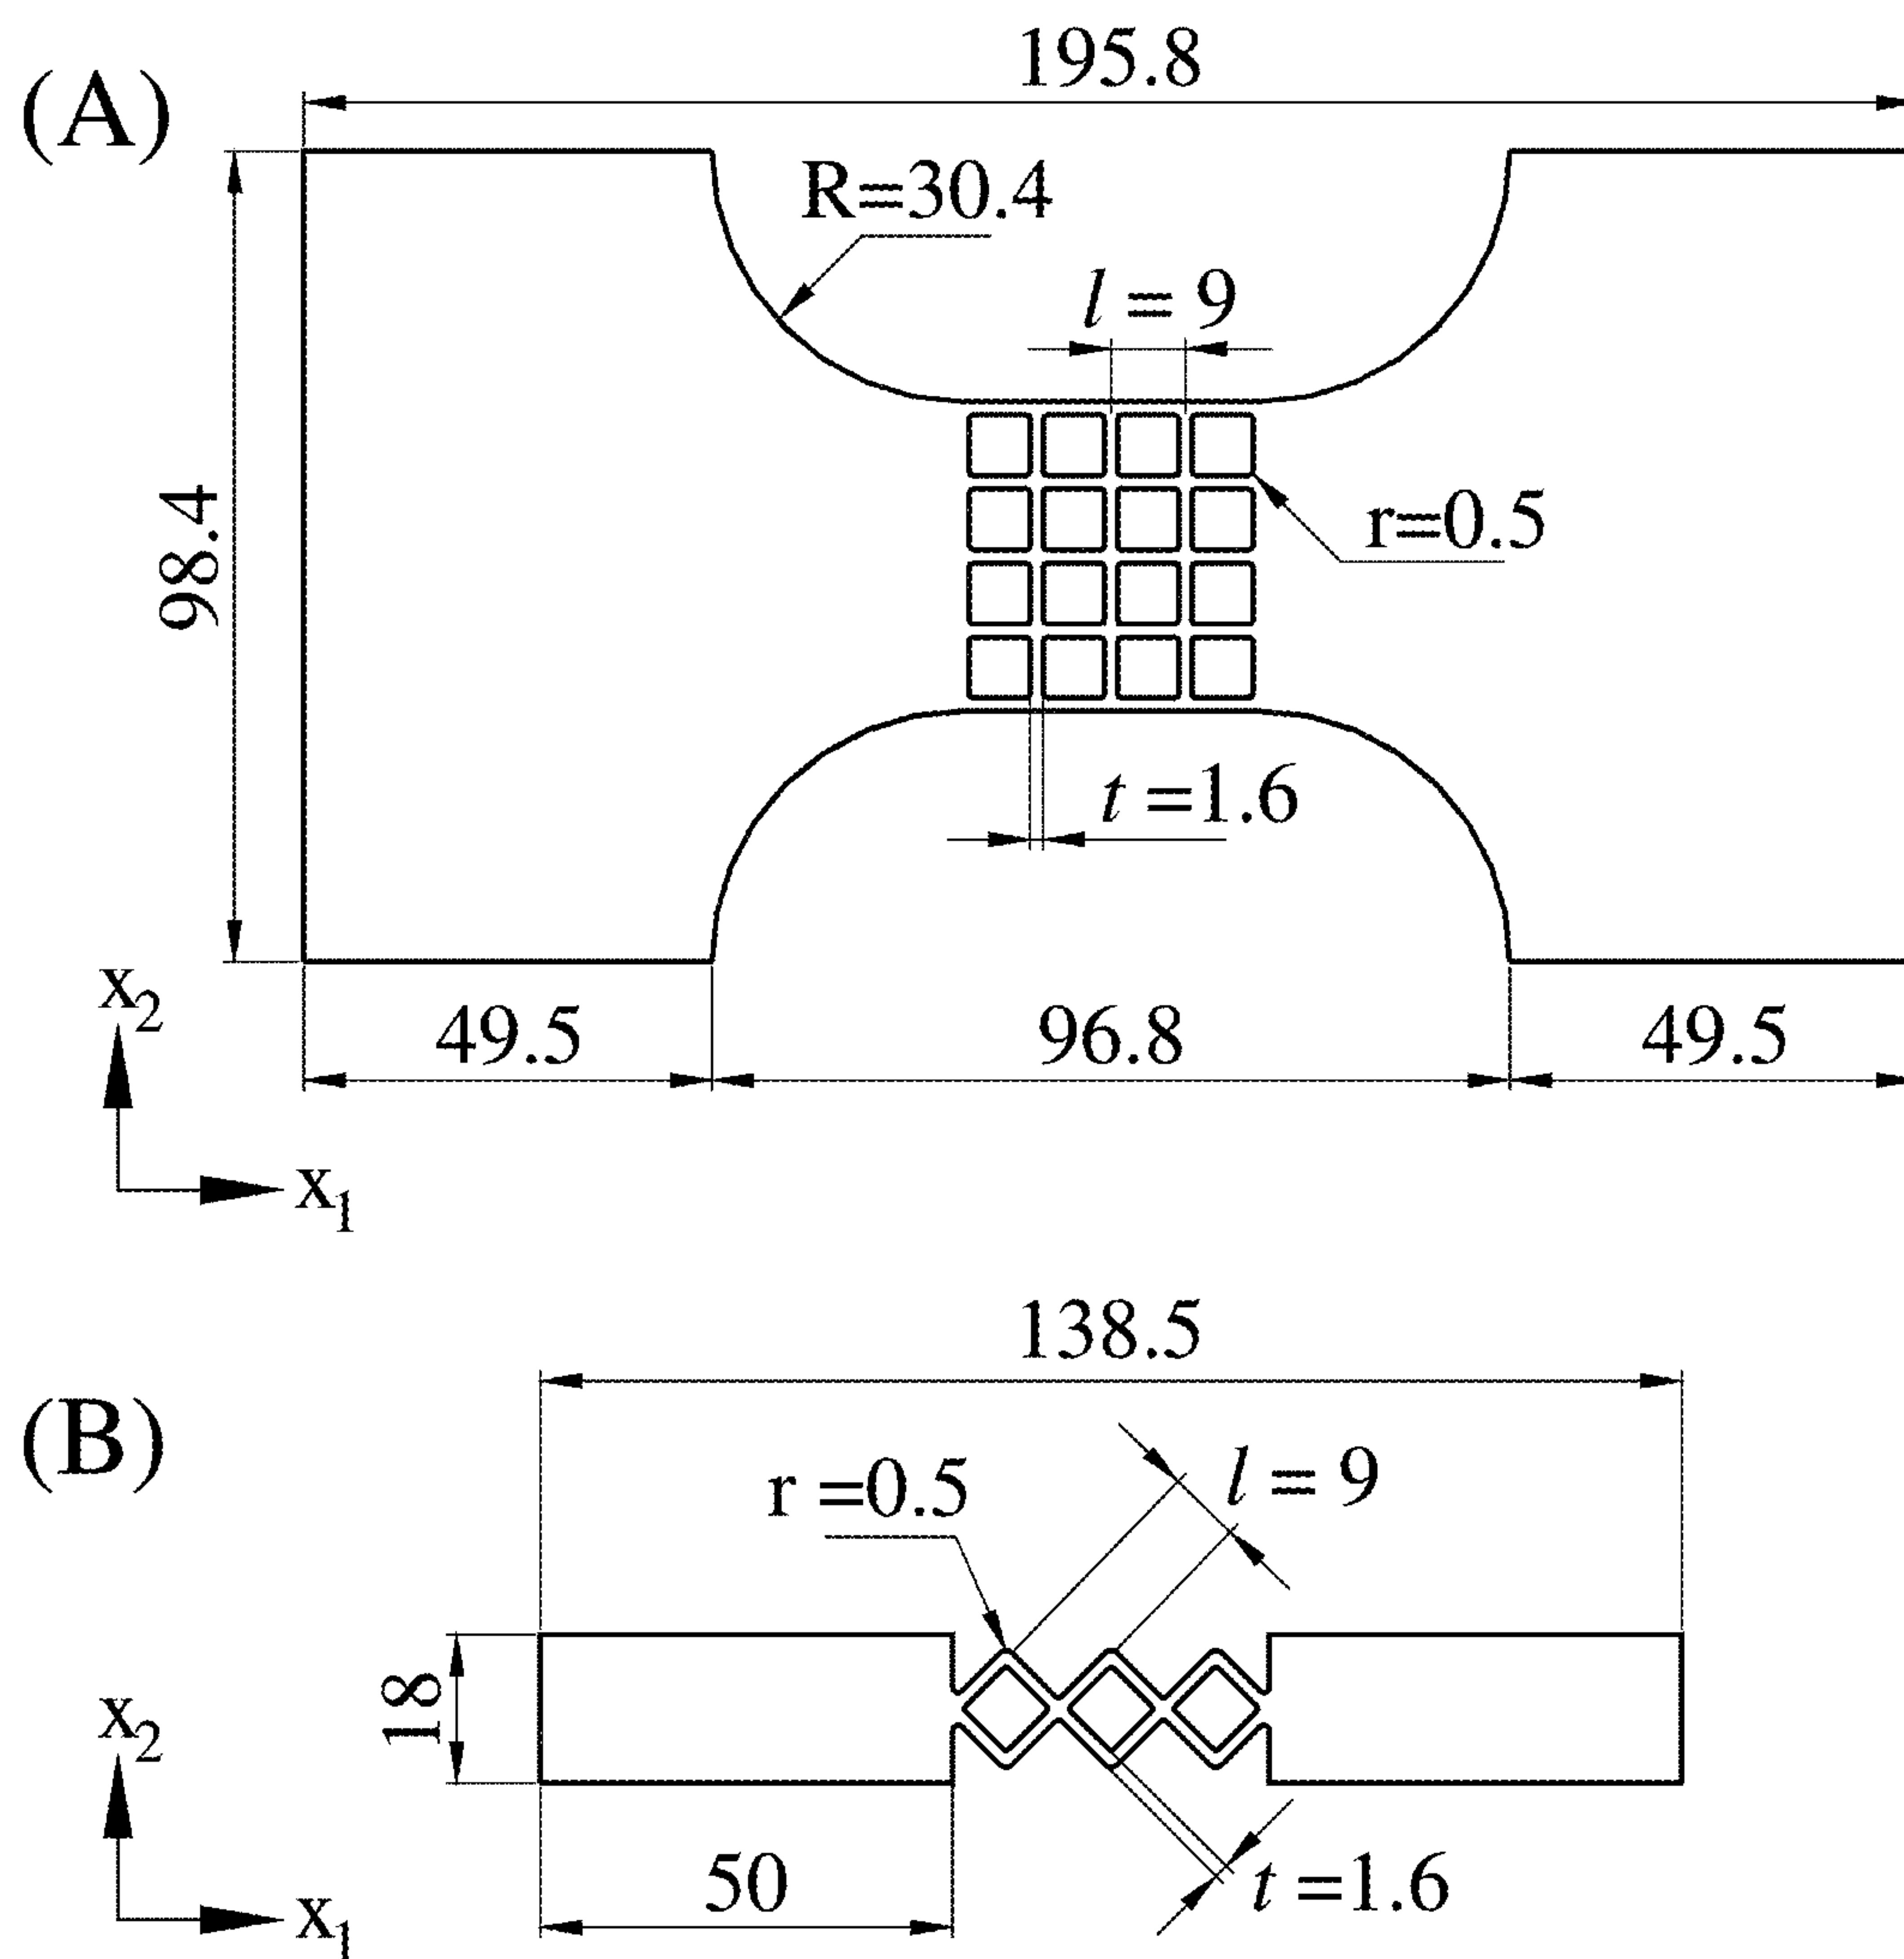 (A)
195.8
R=30.4
l = 9
r=0.5
98.4
t =1.6
x2
49.5
96.8
49.5
x1
138.5
(B)
r =0.5
l = 9
18
x2
50
t =1.6
x1